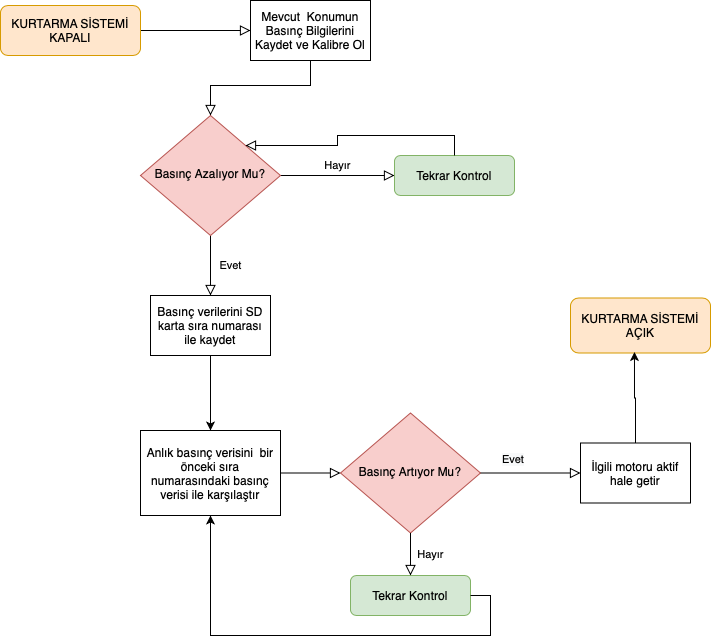 KURTARMA SİSTEMİ
KAPALI
Mevcut Konumun
Basınç Bilgilerini
Kaydet ve Kalibre Ol
Basınç Azalıyor Mu?
Hayır
Tekrar Kontrol
Evet
Basınç verilerini SD
karta sıra numarası
ile kaydet
KURTARMA SİSTEMİ
AÇIK
Anlık basınç verisini bir
önceki sıra
numarasındaki basınç
verisi ile karşılaştır
Basınç Artıyor Mu?
Evet
İlgili motoru aktif
hale getir
Hayır
Tekrar Kontrol